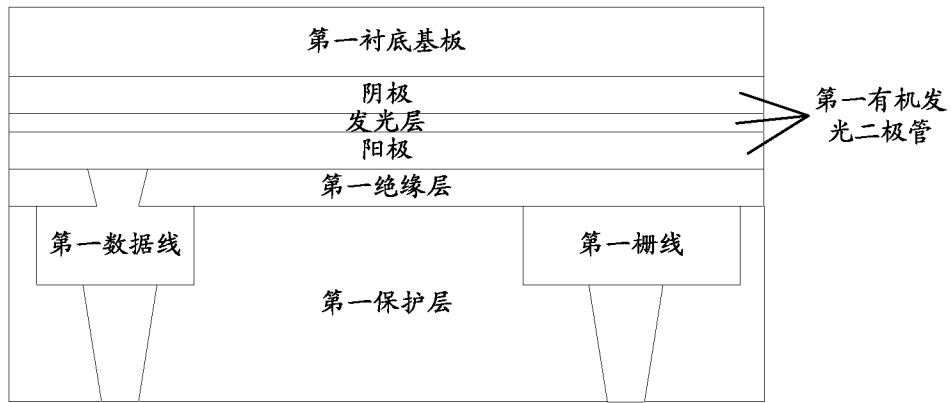 第一衬底基板
阴极
发光层
阳极
第一有机发
光二极管
第一绝缘层
第一数据线
第一栅线
第一保护层